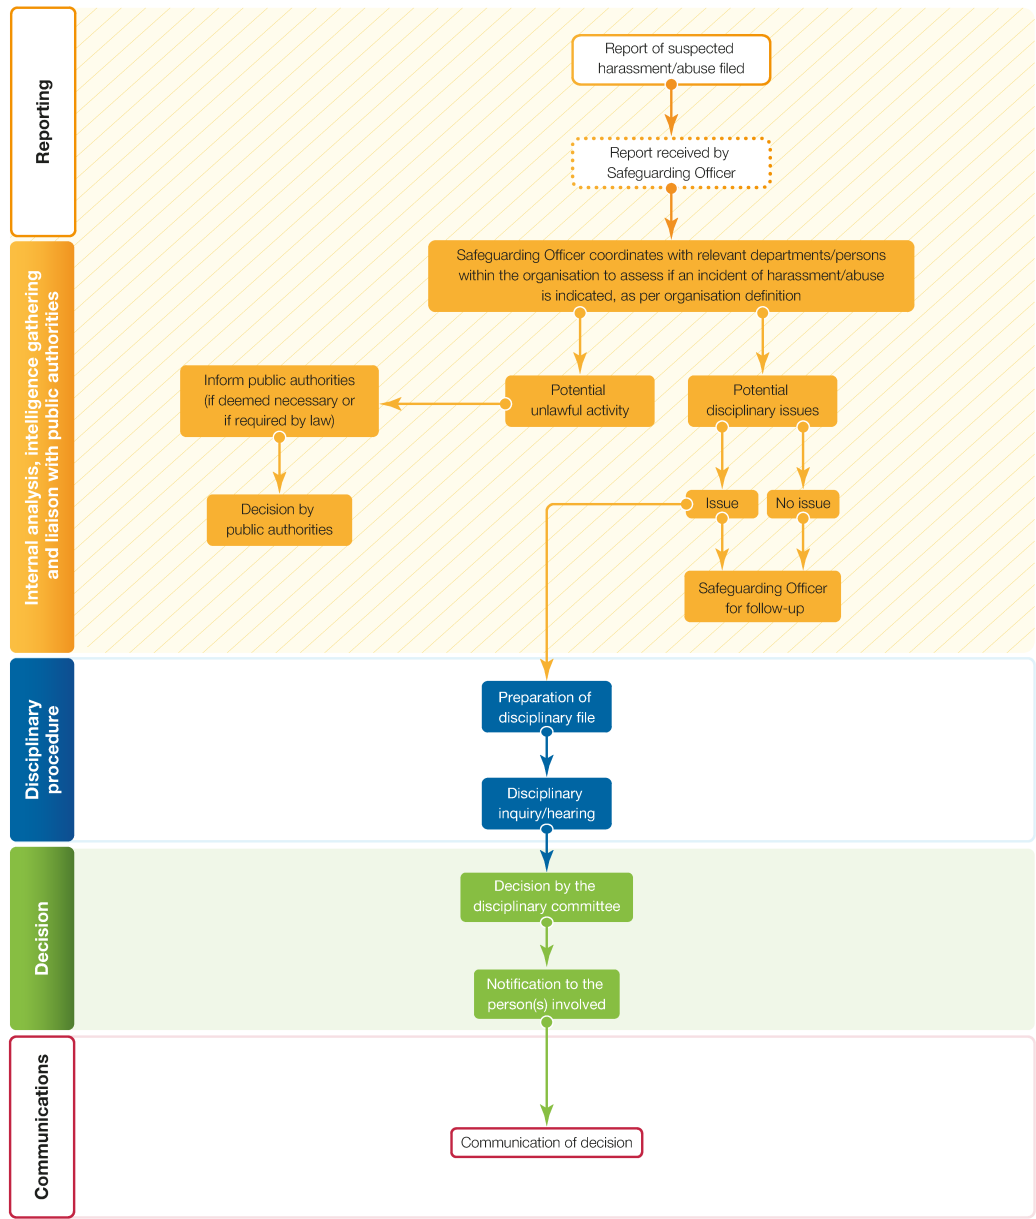 Reporting
Report of suspected
harassment/abuse filed
Report received by
Safeguarding Officer
Internal analysis, intelligence gathering
and liaison with public authorities
Safeguarding Officer coordinates with relevant departments/persons
within the organisation to assess if an incident of harassment/abuse
is indicated, as per organisation definition
Inform public authorities
(if deemed necessary or
if required by law)
Potential
unlawful activity
Potential
disciplinary issues
Decision by
public authorities
Issue
No issue
Safeguarding Officer
for follow-up
Disciplinary
procedure
Preparation of
disciplinary file
Disciplinary
inquiry/hearing
Decision
Decision by the
disciplinary committee
Notification to the
person(s) involved
Communications
Communication of decision